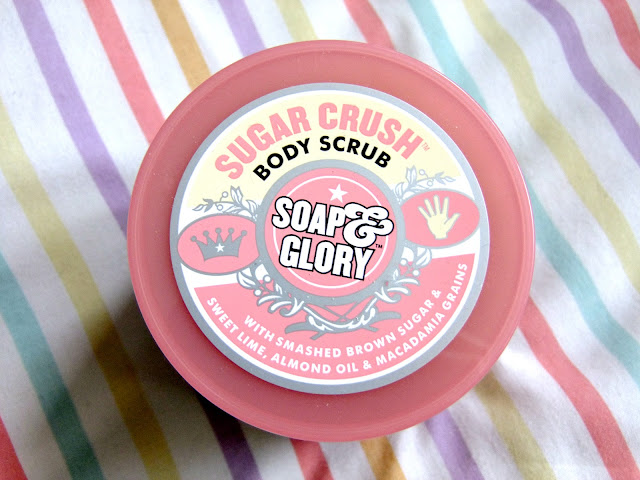 SUGAR CRUSH™
BODY SCRUB
SOAP&
GLORY™
WITH SMASHED BROWN SUGAR &
SWEET LIME, ALMOND OIL & MACADAMIA GRAINS